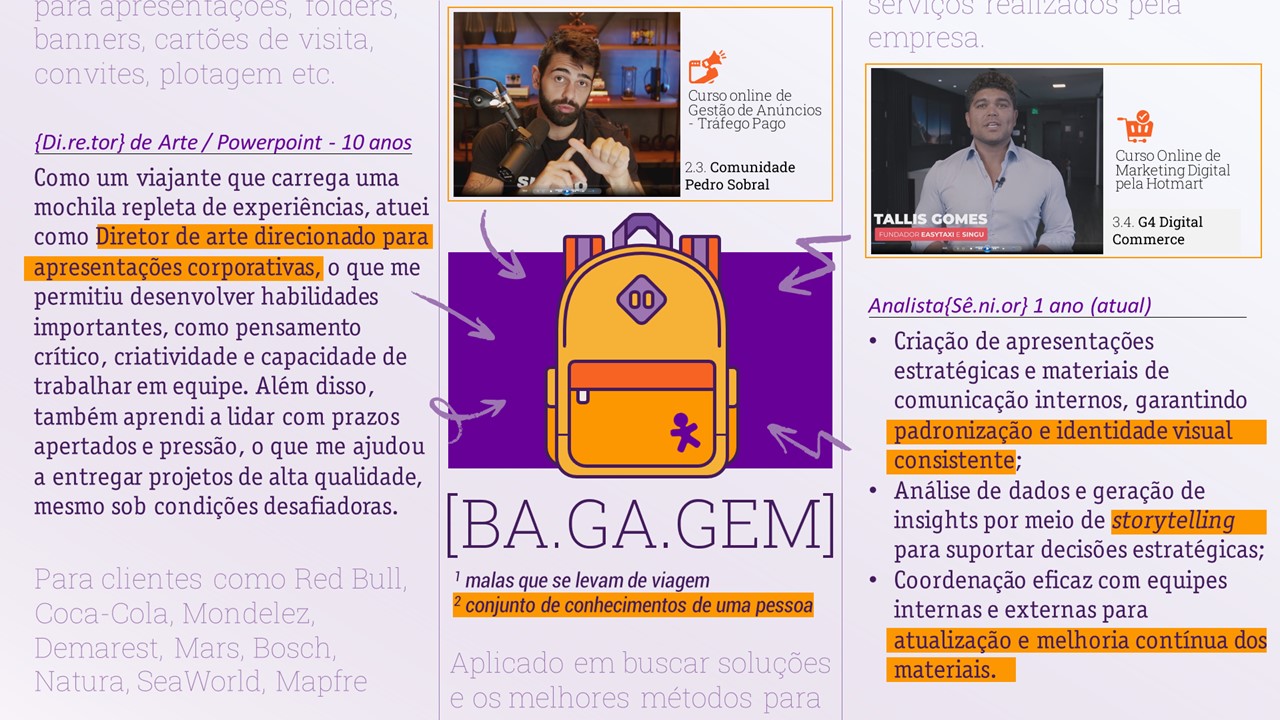 para apresentações, folders,
banners, cartões de visita,
convites, plotagem etc.
{Di.re.tor} de Arte / Powerpoint - 10 anos
Como um viajante que carrega uma
mochila repleta de experiências, atuei
como Diretor de arte direcionado para
apresentações corporativas, o que me
permitiu desenvolver habilidades
importantes, como pensamento
crítico, criatividade e capacidade de
trabalhar em equipe. Além disso,
também aprendi a lidar com prazos
apertados e pressão, o que me ajudou
a entregar projetos de alta qualidade,
mesmo sob condições desafiadoras.
Para clientes como Red Bull,
Coca-Cola, Mondelez,
Demarest, Mars, Bosch,
Natura, SeaWorld, Mapfre
Curso online de
Gestão de Anúncios
- Tráfego Pago
2.3. Comunidade
Pedro Sobral
[BA.GA.GEM]
1 malas que se levam de viagem
2 conjunto de conhecimentos de uma pessoa
Aplicado em buscar soluções
e os melhores métodos para
serviços realizados pela
empresa.
TALLIS GOMES
FUNDADOR EASYTAXI E SINGU
Curso Online de
Marketing Digital
pela Hotmart
3.4. G4 Digital
Commerce
Analista{Sê.ni.or} 1 ano (atual)
• Criação de apresentações
estratégicas e materiais de
comunicação internos, garantindo
padronização e identidade visual
consistente;
• Análise de dados e geração de
insights por meio de storytelling
para suportar decisões estratégicas;
• Coordenação eficaz com equipes
internas e externas para
atualização e melhoria contínua dos
materiais.